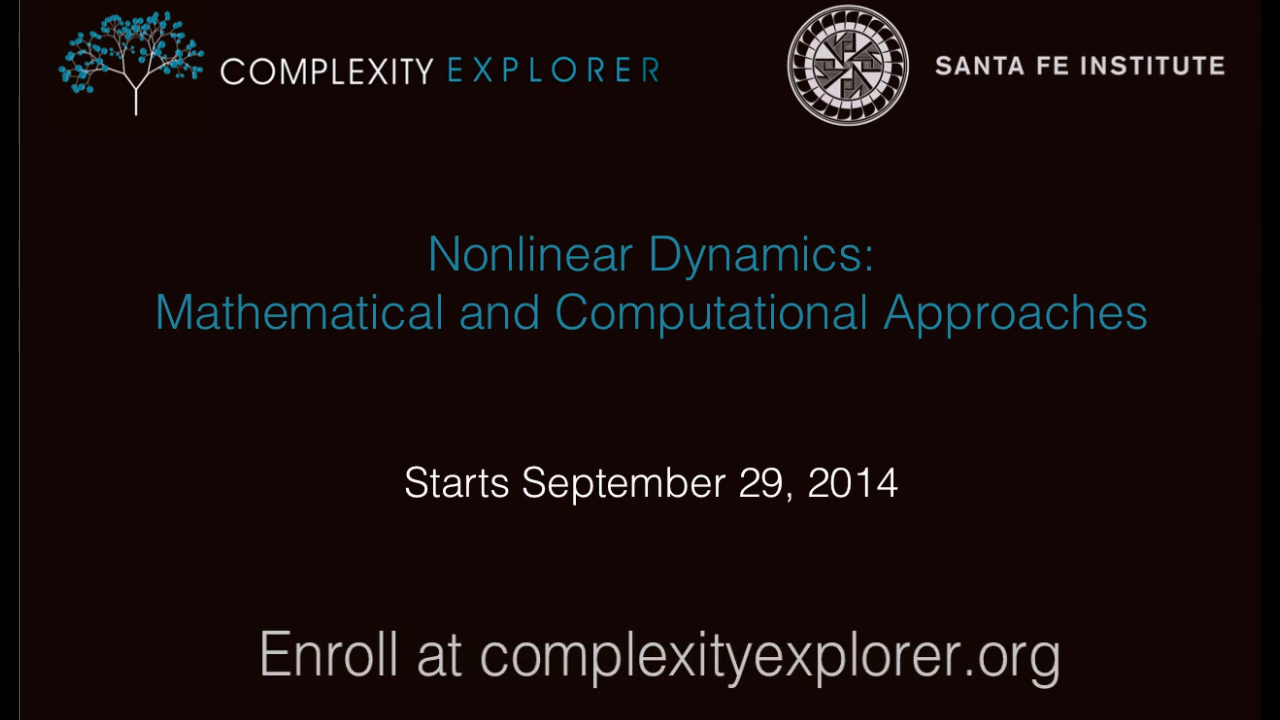 COMPLEXITY EXPLORER
SANTA FE INSTITUTE
Nonlinear Dynamics:
Mathematical and Computational Approaches
Starts September 29, 2014
Enroll at complexityexplorer.org